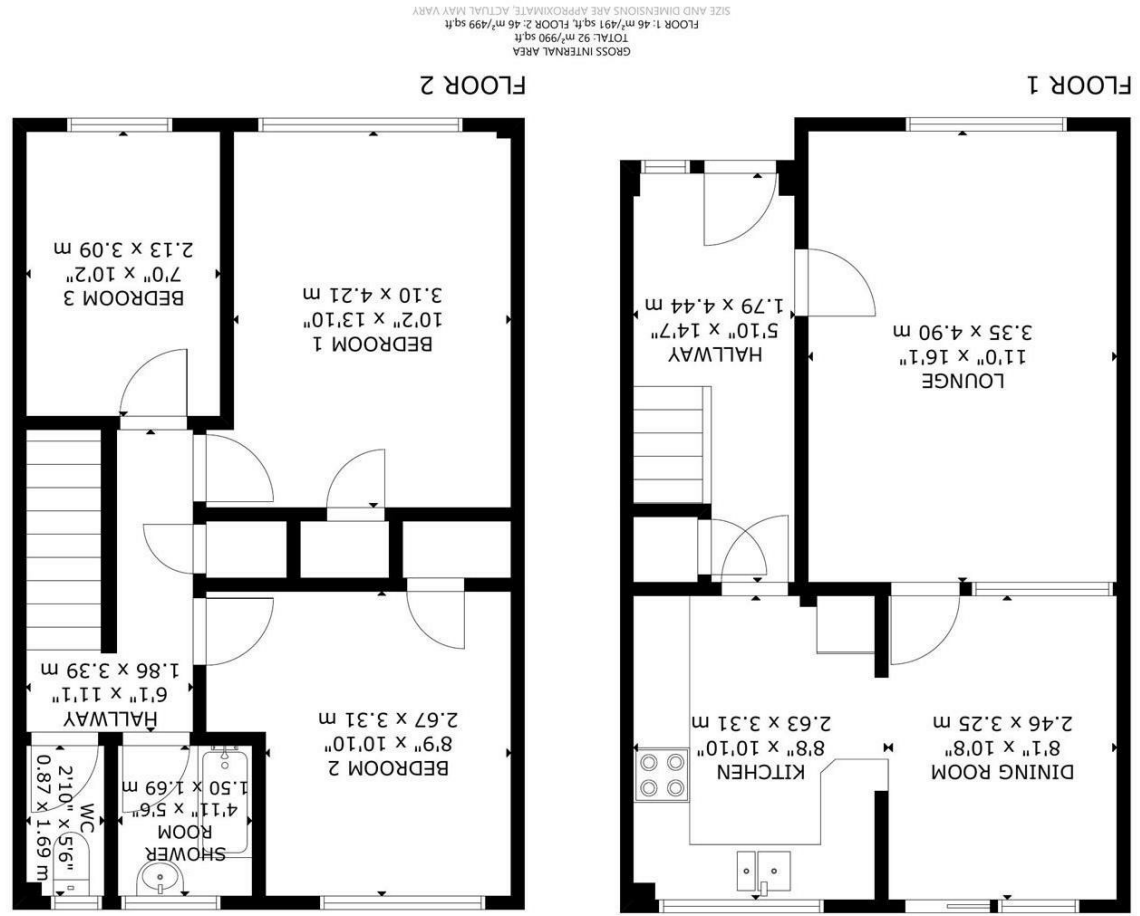 FLOOR 1
LOUNGE
11'0" x 16'1"
3.35 x 4.90 m
HALLWAY
5'10" x 14'7"
1.79 x 4.44 m
DINING ROOM
8'1" x 10'8"
2.46 x 3.25 m
KITCHEN
8'8" x 10'10"
2.63 x 3.31 m
FLOOR 2
BEDROOM 1
10'2" x 13'10"
3.10 x 4.21 m
BEDROOM 3
7'0" x 10'2"
2.13 x 3.09 m
HALLWAY
6'1" x 11'1"
1.86 x 3.39 m
BEDROOM 2
8'9" x 10'10"
2.67 x 3.31 m
SHOWER
ROOM
4'11" x 5'6"
1.50 x 1.69 m
WC
2'10" x 5'6"
0.87 x 1.69 m
GROSS INTERNAL AREA
TOTAL: 92 m²/990 sq.ft
FLOOR 1: 46 m²/491 sq.ft, FLOOR 2: 46 m²/499 sq.ft
SIZE AND DIMENSIONS ARE APPROXIMATE, ACTUAL MAY VARY